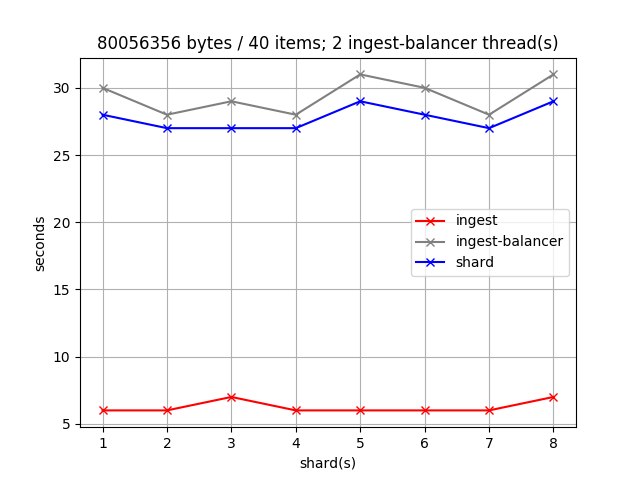 80056356 bytes / 40 items; 2 ingest-balancer thread(s)
30
25
20
15
10
5
seconds
ingest
ingest-balancer
shard
1 2 3 4 5 6 7 8
shard(s)